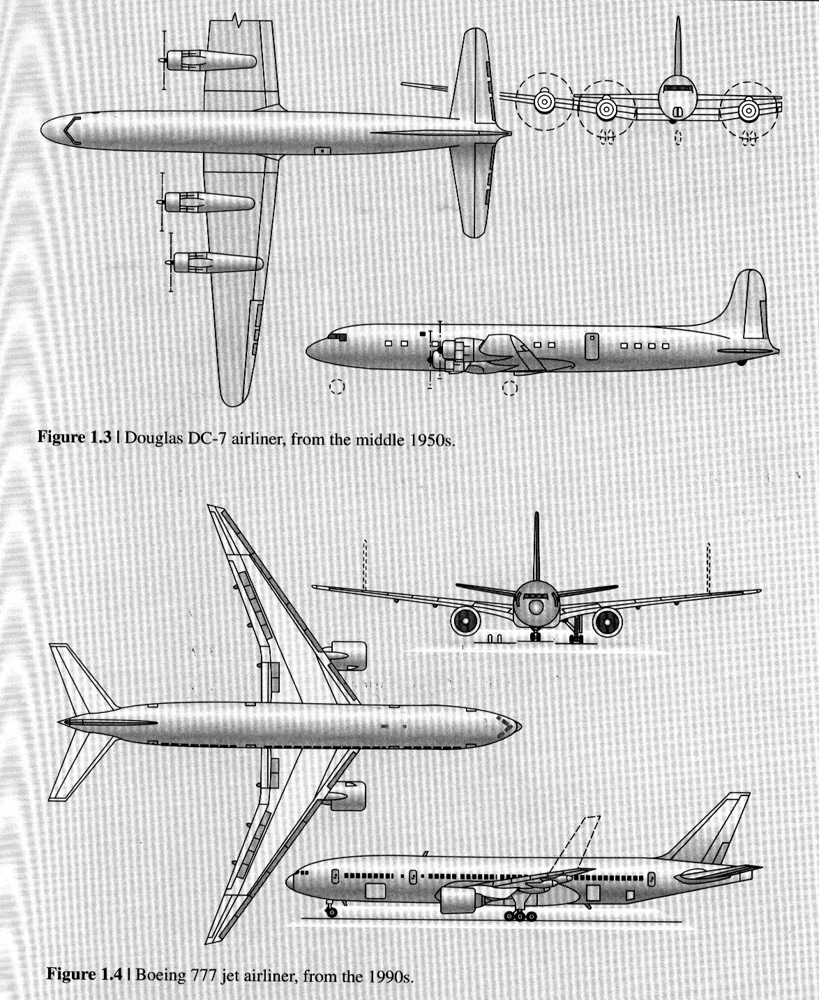 Figure 1.3 | Douglas DC-7 airliner, from the middle 1950s.
Figure 1.4 | Boeing 777 jet airliner, from the 1990s.